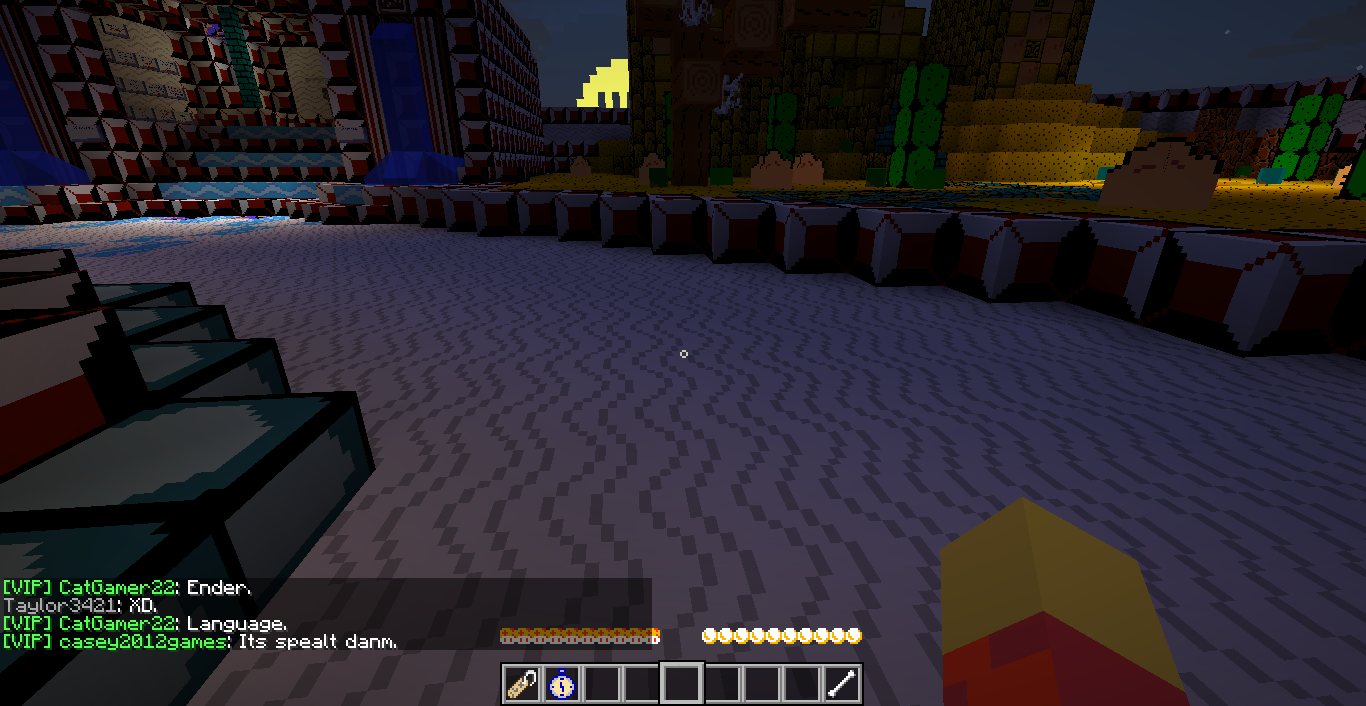 [VIP] CatGamer22: Ender.
Taylor3421: XD.
[VIP] CatGamer22: Language.
[VIP] casey2012games: Its spealt danm.